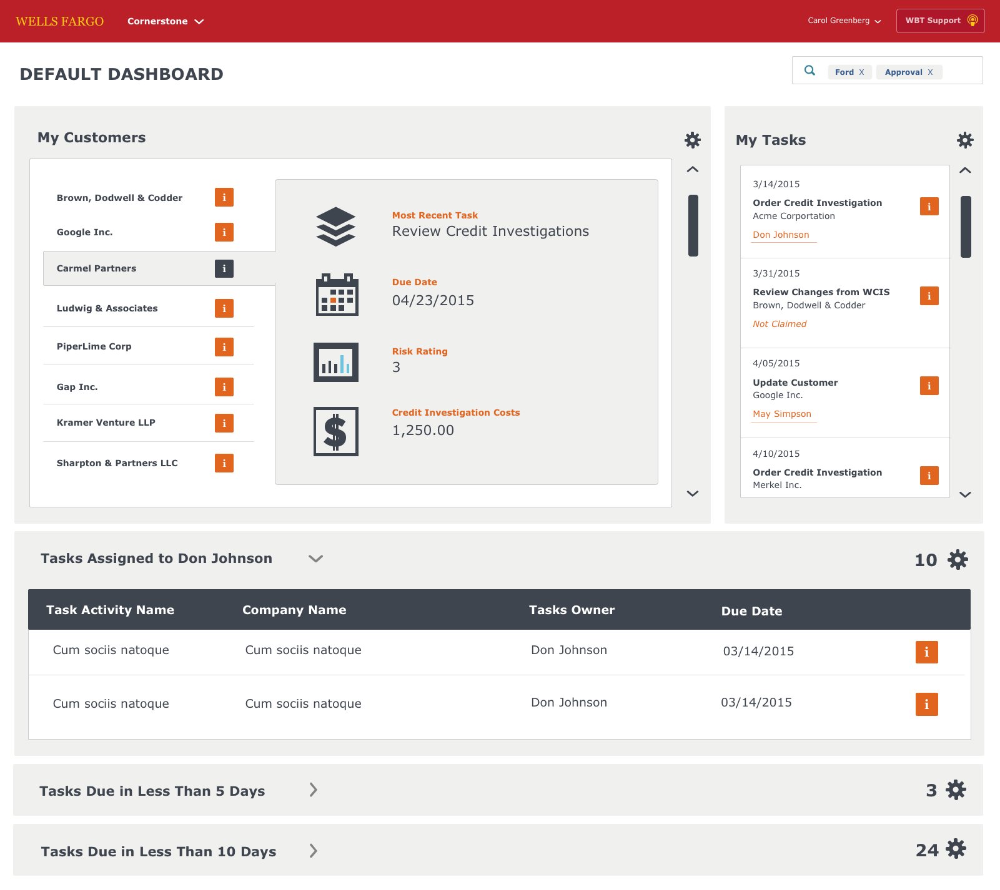 WELLS FARGO
Cornerstone
Carol Greenberg
WBT Support
DEFAULT DASHBOARD
Ford X
Approval X
My Customers
Brown, Dodwell & Codder
i
Google Inc.
i
Carmel Partners
i
Ludwig & Associates
i
PiperLime Corp
i
Gap Inc.
i
Kramer Venture LLP
i
Sharpton & Partners LLC
i
Most Recent Task
Review Credit Investigations
Due Date
04/23/2015
Risk Rating
3
$
Credit Investigation Costs
1,250.00
My Tasks
3/14/2015
Order Credit Investigation
i
Acme Corportation
Don Johnson
3/31/2015
Review Changes from WCIS
i
Brown, Dodwell & Codder
Not Claimed
4/05/2015
Update Customer
i
Google Inc.
May Simpson
4/10/2015
Order Credit Investigation
i
Merkel Inc.
Tasks Assigned to Don Johnson
10
Task Activity Name Company Name Tasks Owner Due Date
Cum sociis natoque Cum sociis natoque Don Johnson 03/14/2015 i
Cum sociis natoque Cum sociis natoque Don Johnson 03/14/2015 i
Tasks Due in Less Than 5 Days
3
Tasks Due in Less Than 10 Days
24